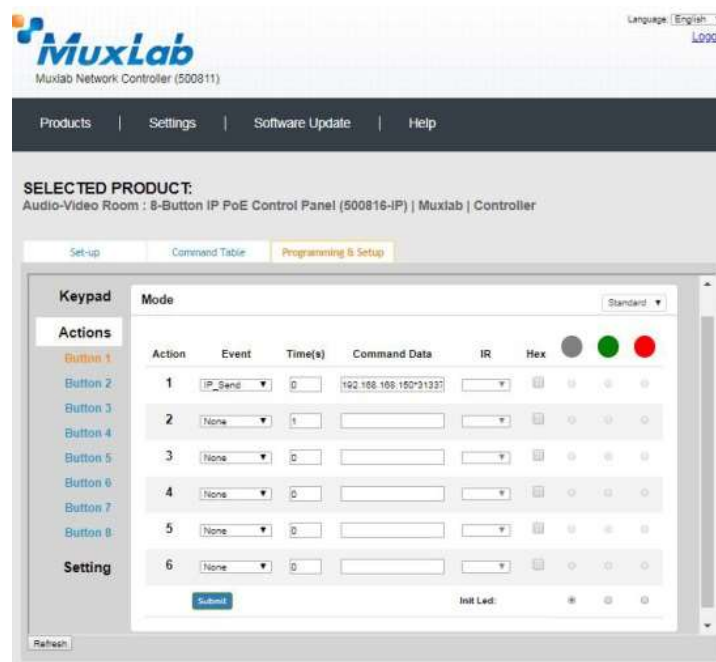 Language: English
Logo
MuxLab
Muxlab Network Controller (500811)
Products | Settings | Software Update | Help
SELECTED PRODUCT:
Audio-Video Room : 8-Button IP PoE Control Panel (500816-IP) | Muxlab | Controller
Set-up Command Table Programming & Setup
Keypad
Mode Standard
Actions
Action Event Time(s) Command Data IR Hex
Button 1
Button 2
1 IP_Send 0 192.168.168.150*31337
Button 3
2 None 1
Button 4
Button 5
3 None 0
Button 6
4 None 0
Button 7
Button 8
5 None 0
Setting
6 None 0
Submit Init Led:
Refresh